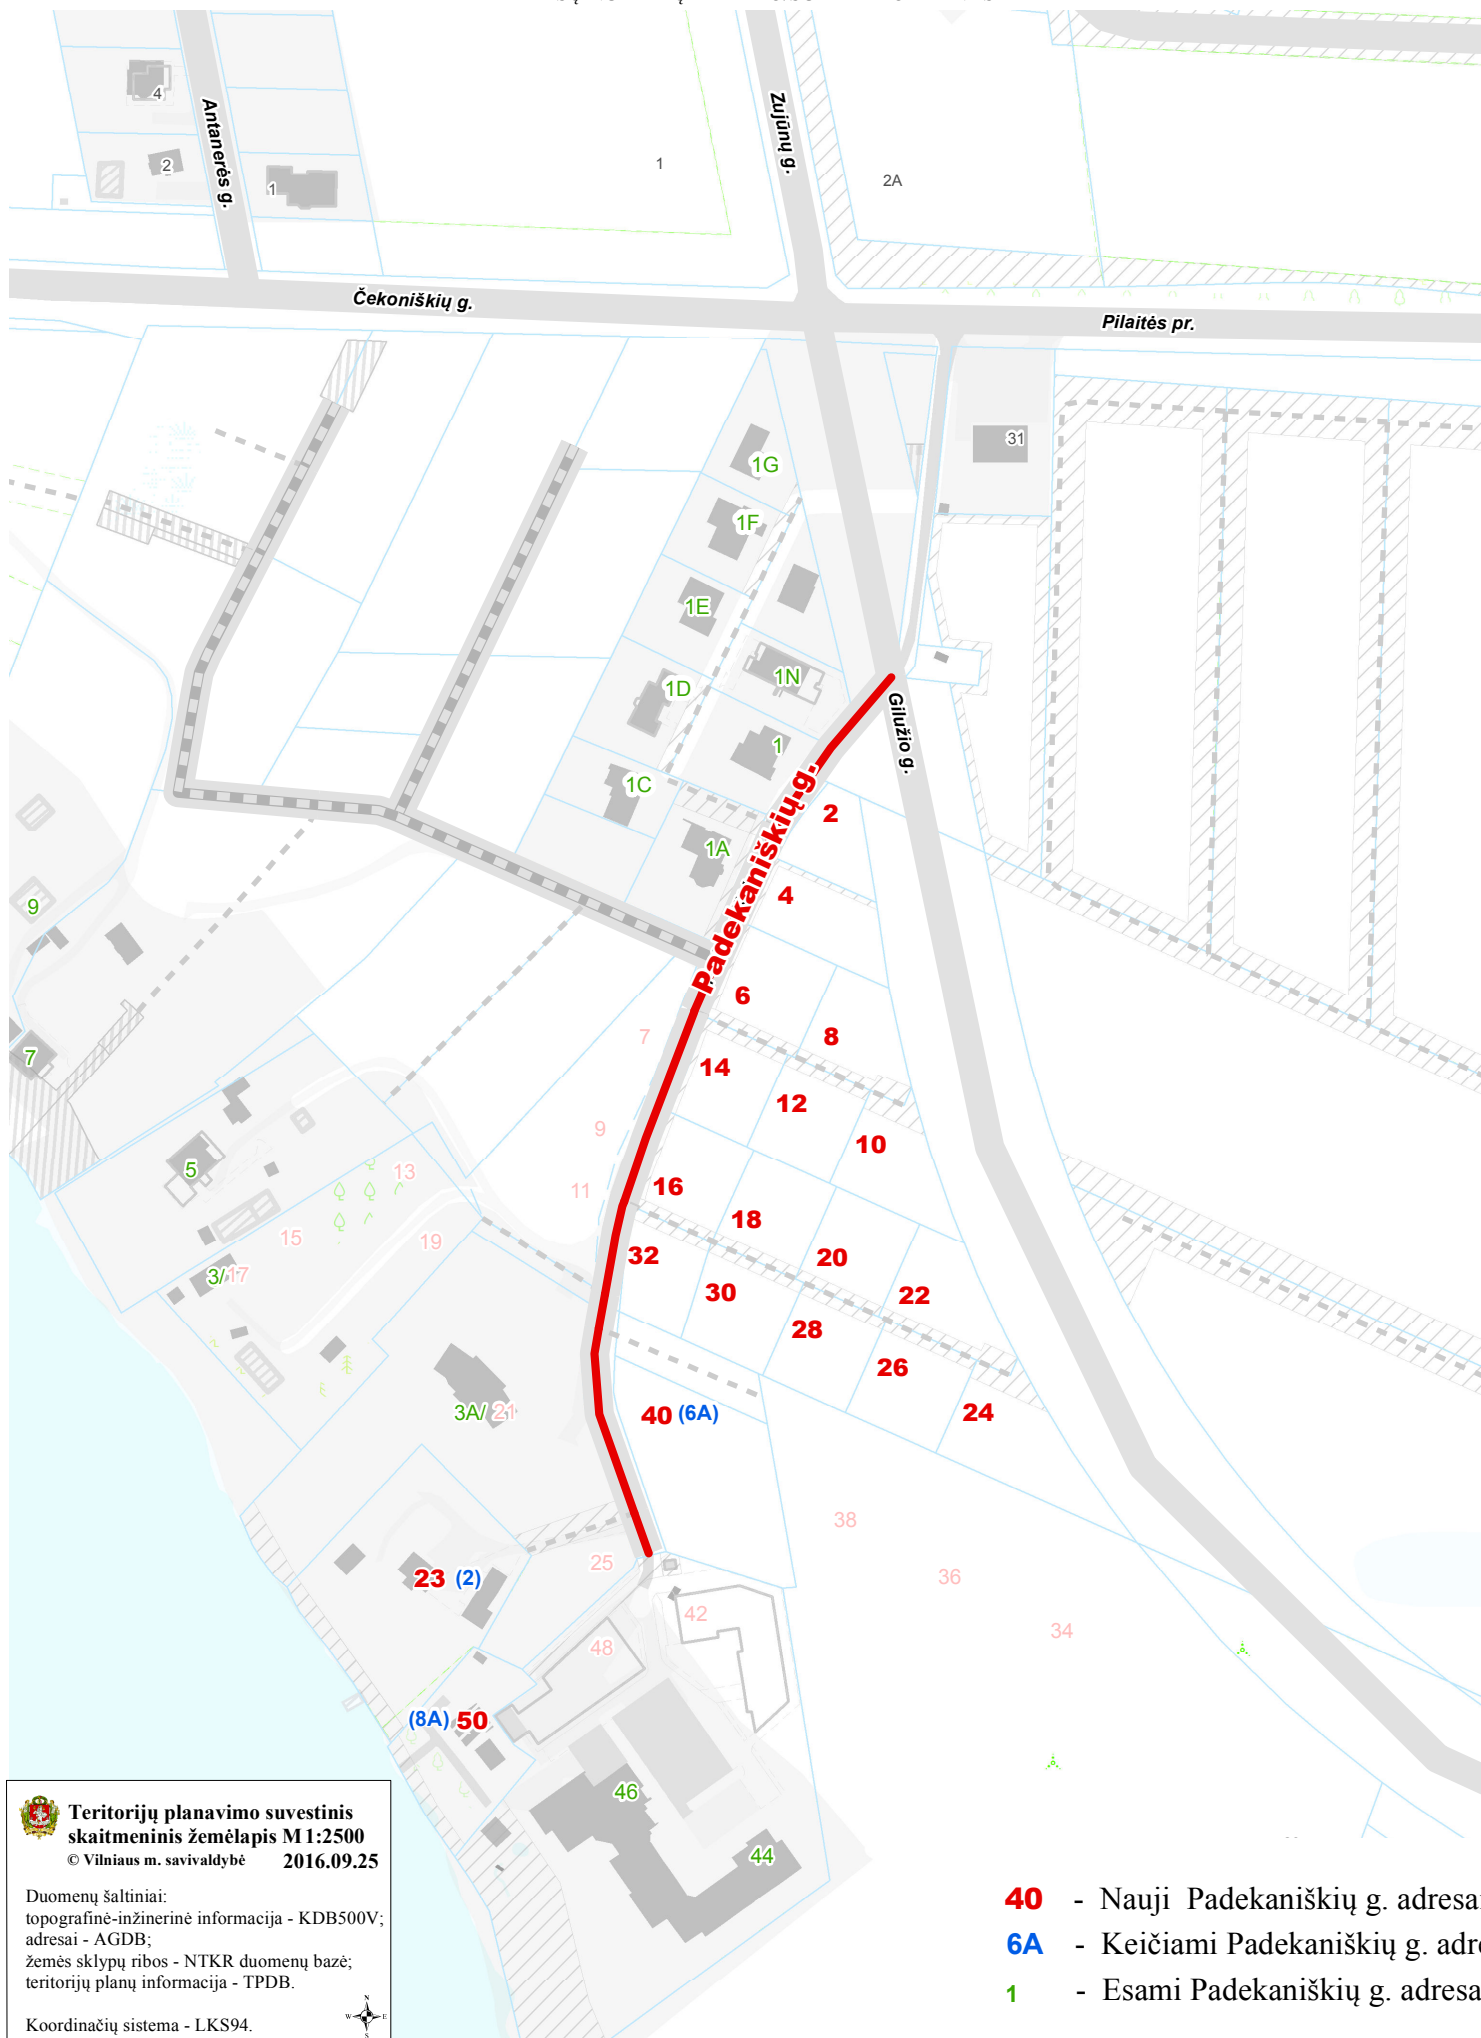 4
Antanerės g.
2
1
1
Zujūnų g.
2A
Čekoniškių g.
Pilaitės pr.
31
1G
1F
1E
1N
1D
1
1C
Gilužio g.
Padekaniškių g.
2
1A
4
9
6
7
8
7
14
12
9
10
5
13
11
16
18
15
19
32
20
3/17
30
22
28
26
3A/ 21
40 (6A)
24
38
23 (2)
25
36
42
34
48
(8A) 50
46
44
Teritorijų planavimo suvestinis
skaitmeninis žemėlapis M 1:2500
© Vilniaus m. savivaldybė 2016.09.25
Duomenų šaltiniai:
topografinė-inžinerinė informacija - KDB500V;
adresai - AGDB;
žemės sklypų ribos - NTKR duomenų bazė;
teritorijų planų informacija - TPDB.
Koordinačių sistema - LKS94.
N
W E
S
40 - Nauji Padekaniškių g. adresai
6A - Keičiami Padekaniškių g. adre
1 - Esami Padekaniškių g. adresa